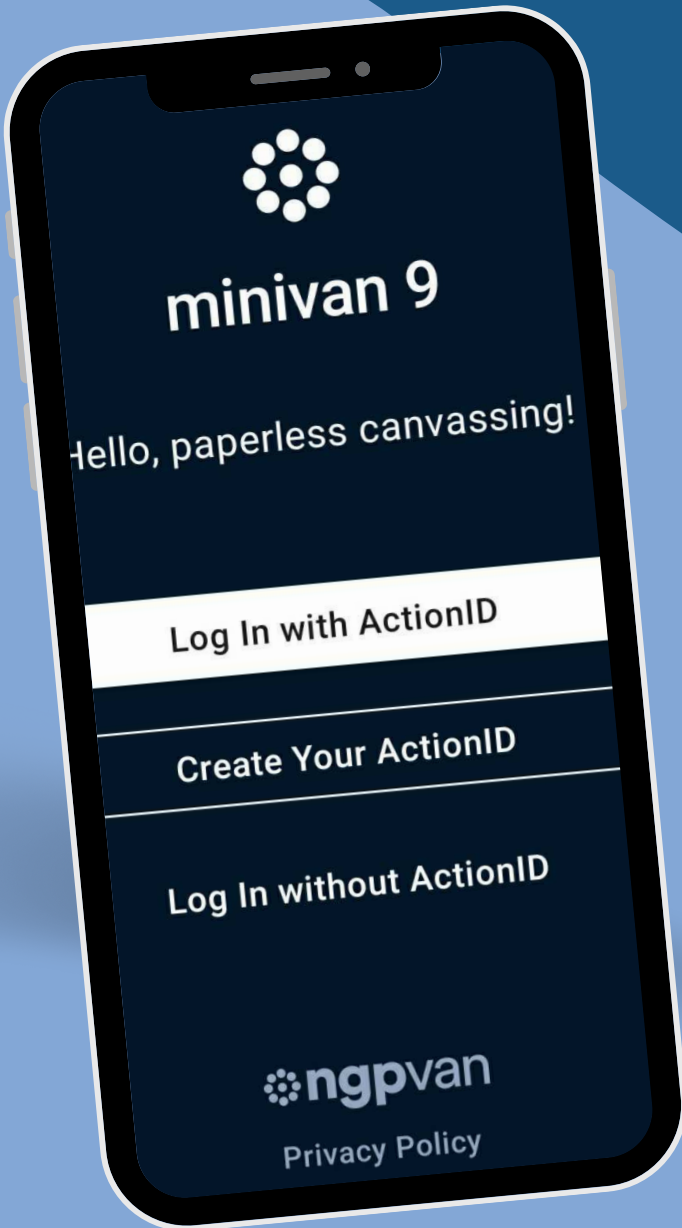 minivan 9
Hello, paperless canvassing!
Log In with ActionID
Create Your ActionID
Log In without ActionID
ngpvan
Privacy Policy